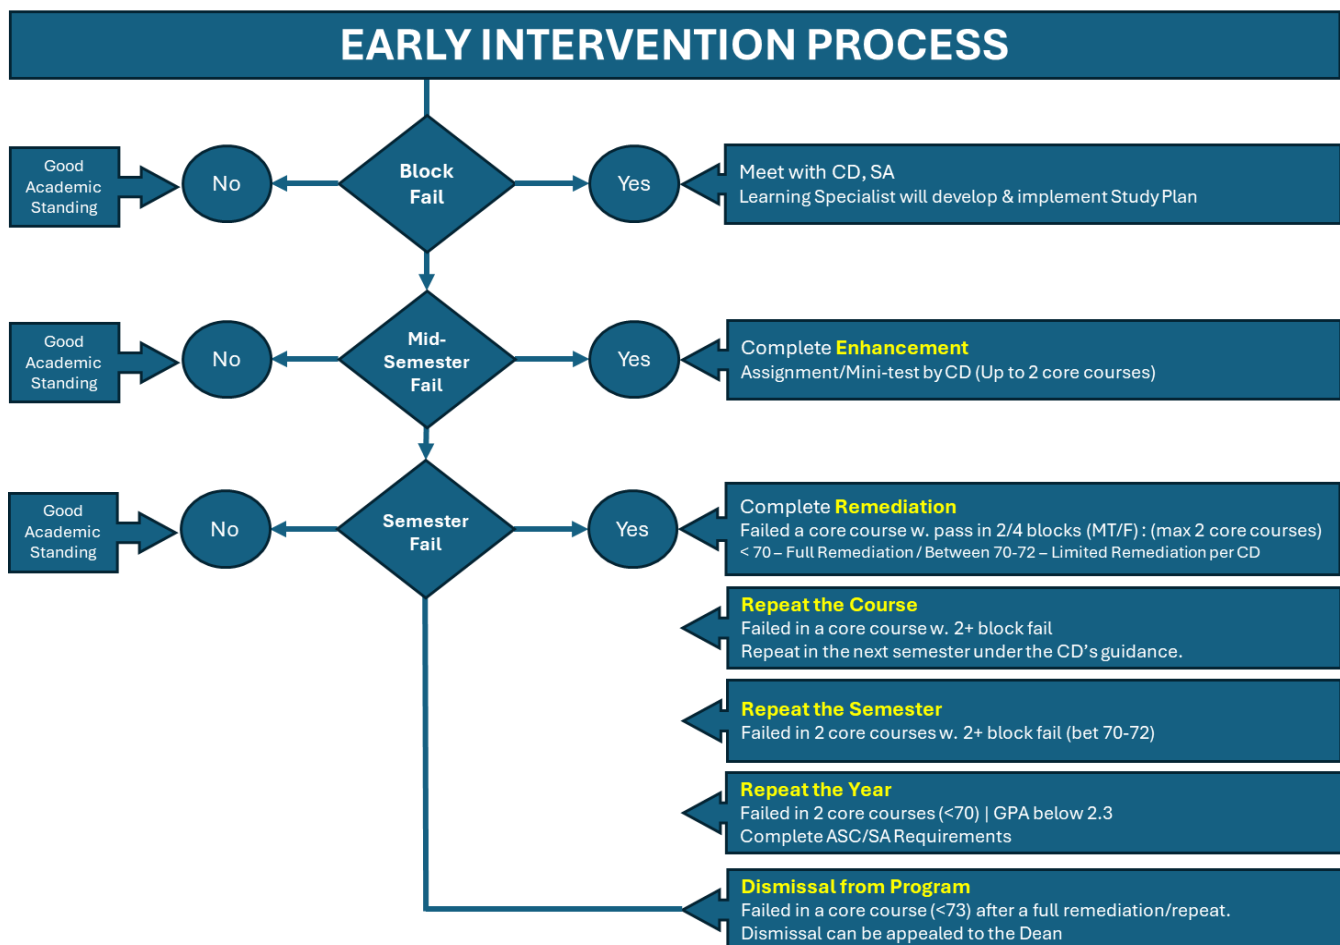 EARLY INTERVENTION PROCESS
Good
Academic
Standing
No
Block
Fail
Yes
Meet with CD, SA
Learning Specialist will develop & implement Study Plan
Good
Academic
Standing
No
Mid-
Semester
Fail
Yes
Complete Enhancement
Assignment/Mini-test by CD (Up to 2 core courses)
Good
Academic
Standing
No
Semester
Fail
Yes
Complete Remediation
Failed a core course w. pass in 2/4 blocks (MT/F) : (max 2 core courses)
< 70 – Full Remediation / Between 70-72 – Limited Remediation per CD
Repeat the Course
Failed in a core course w. 2+ block fail
Repeat in the next semester under the CD's guidance.
Repeat the Semester
Failed in 2 core courses w. 2+ block fail (bet 70-72)
Repeat the Year
Failed in 2 core courses (<70) | GPA below 2.3
Complete ASC/SA Requirements
Dismissal from Program
Failed in a core course (<73) after a full remediation/repeat.
Dismissal can be appealed to the Dean